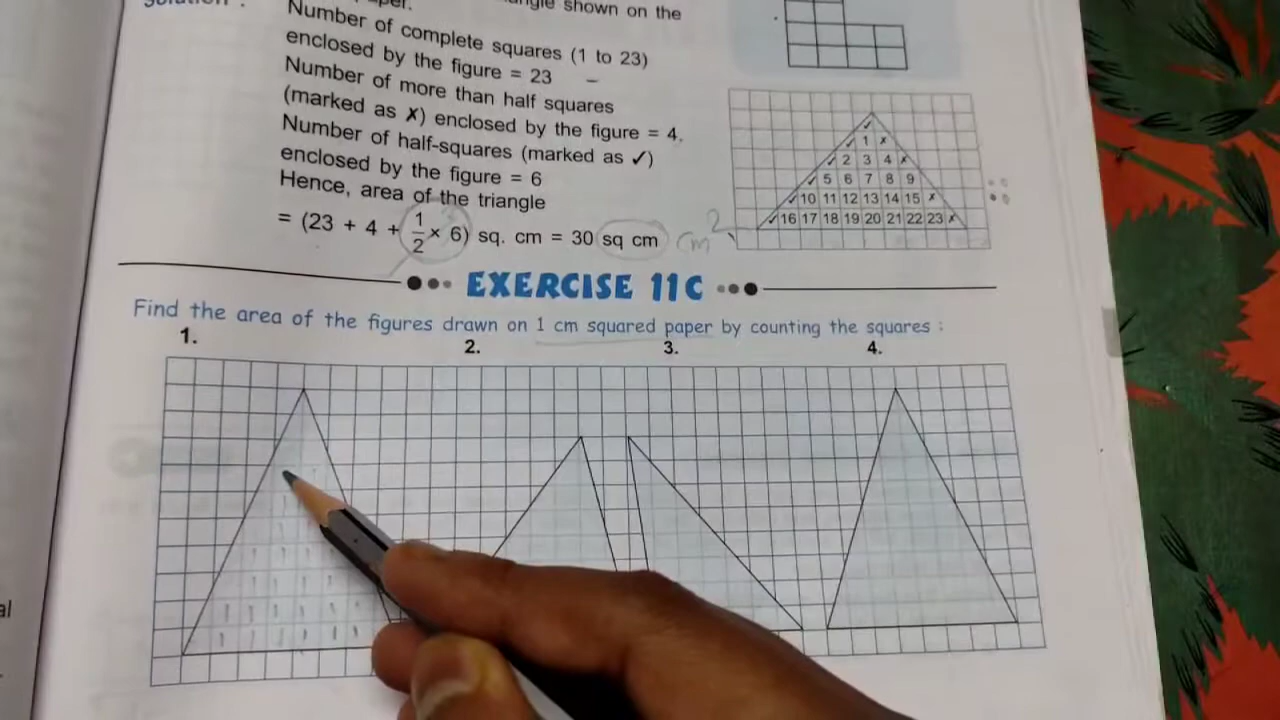 shown on the
Number of complete squares (1 to 23)
enclosed by the figure = 23
Number of more than half squares
(marked as ✗) enclosed by the figure = 4.
Number of half-squares (marked as ✓)
enclosed by the figure = 6
Hence, area of the triangle
= (23 + 4 + 1/2 × 6) sq. cm = 30 sq cm cm²
✓
✓ 1 ✗
✓ 2 3 4 ✗
✓ 5 6 7 8 9
✓ 10 11 12 13 14 15 ✗
✓ 16 17 18 19 20 21 22 23 ✗
EXERCISE 11C
Find the area of the figures drawn on 1 cm squared paper by counting the squares :
1. 2. 3. 4.
al